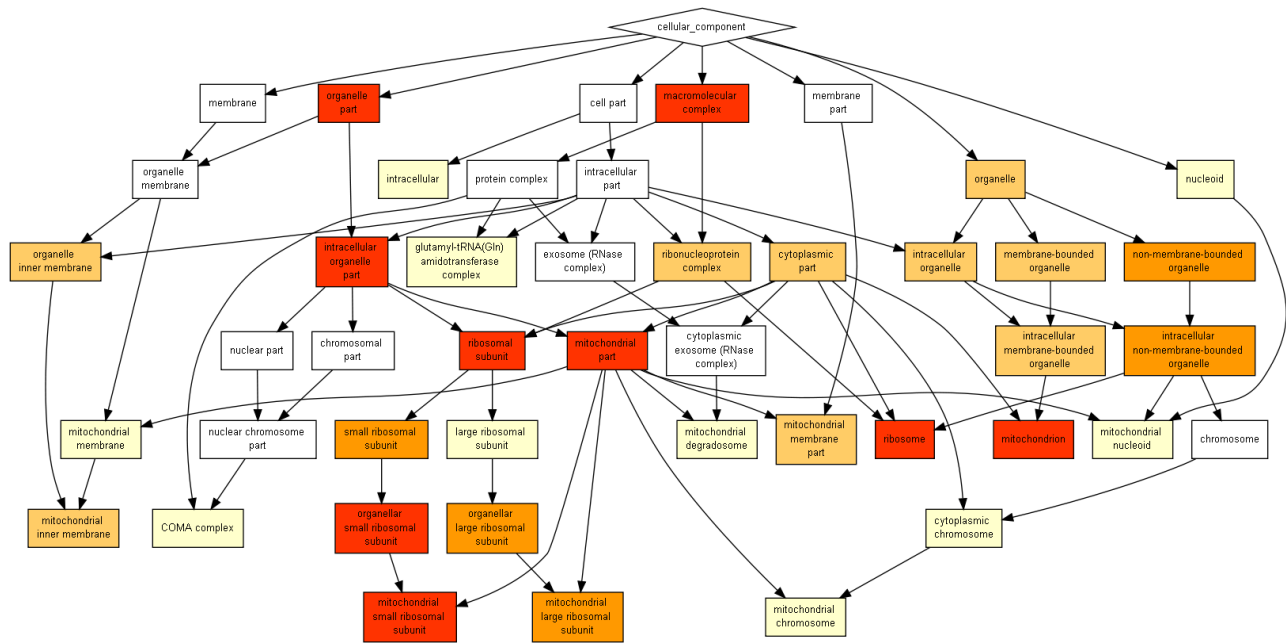 cellular_component
membrane
organelle
part
cell part
macromolecular
complex
membrane
part
organelle
membrane
intracellular
protein complex
intracellular
part
organelle
nucleoid
organelle
inner membrane
intracellular
organelle
part
glutamyl-tRNA(Gln)
amidotransferase
complex
exosome (RNase
complex)
ribonucleoprotein
complex
cytoplasmic
part
intracellular
organelle
membrane-bounded
organelle
non-membrane-bounded
organelle
nuclear part
chromosomal
part
ribosomal
subunit
mitochondrial
part
cytoplasmic
exosome (RNase
complex)
intracellular
membrane-bounded
organelle
intracellular
non-membrane-bounded
organelle
mitochondrial
membrane
nuclear chromosome
part
small ribosomal
subunit
large ribosomal
subunit
mitochondrial
degradosome
mitochondrial
membrane
part
ribosome
mitochondrion
mitochondrial
nucleoid
chromosome
mitochondrial
inner membrane
COMA complex
organellar
small ribosomal
subunit
organellar
large ribosomal
subunit
cytoplasmic
chromosome
mitochondrial
small ribosomal
subunit
mitochondrial
large ribosomal
subunit
mitochondrial
chromosome